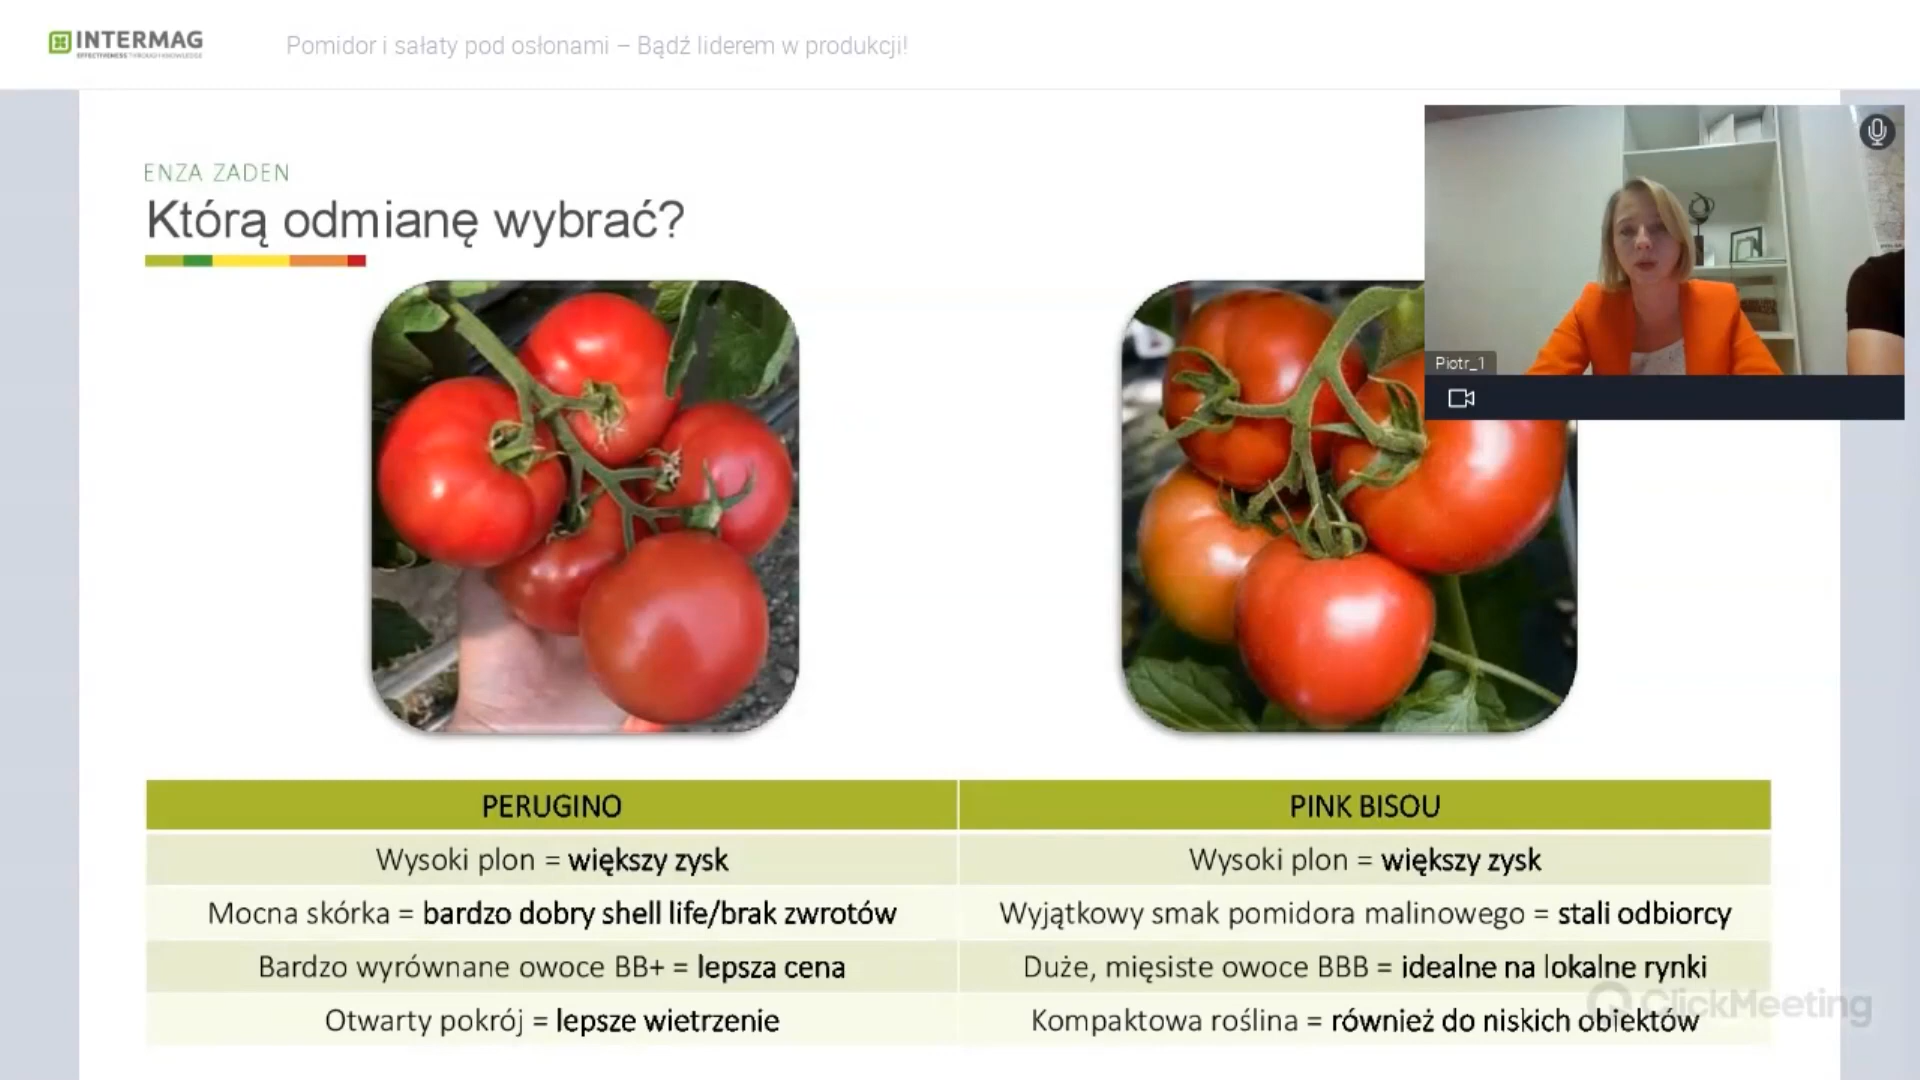 INTERMAG
EFFECTIVENESS THROUGH KNOWLEDGE
Pomidor i sałaty pod osłonami – Bądź liderem w produkcji!
ENZA ZADEN
Którą odmianę wybrać?
Piotr_1
PERUGINO
PINK BISOU
Wysoki plon = większy zysk
Wysoki plon = większy zysk
Mocna skórka = bardzo dobry shell life/brak zwrotów
Wyjątkowy smak pomidora malinowego = stali odbiorcy
Bardzo wyrównane owoce BB+ = lepsza cena
Duże, mięsiste owoce BBB = idealne na lokalne rynki
Otwarty pokrój = lepsze wietrzenie
Kompaktowa roślina = również do niskich obiektów
ClickMeeting